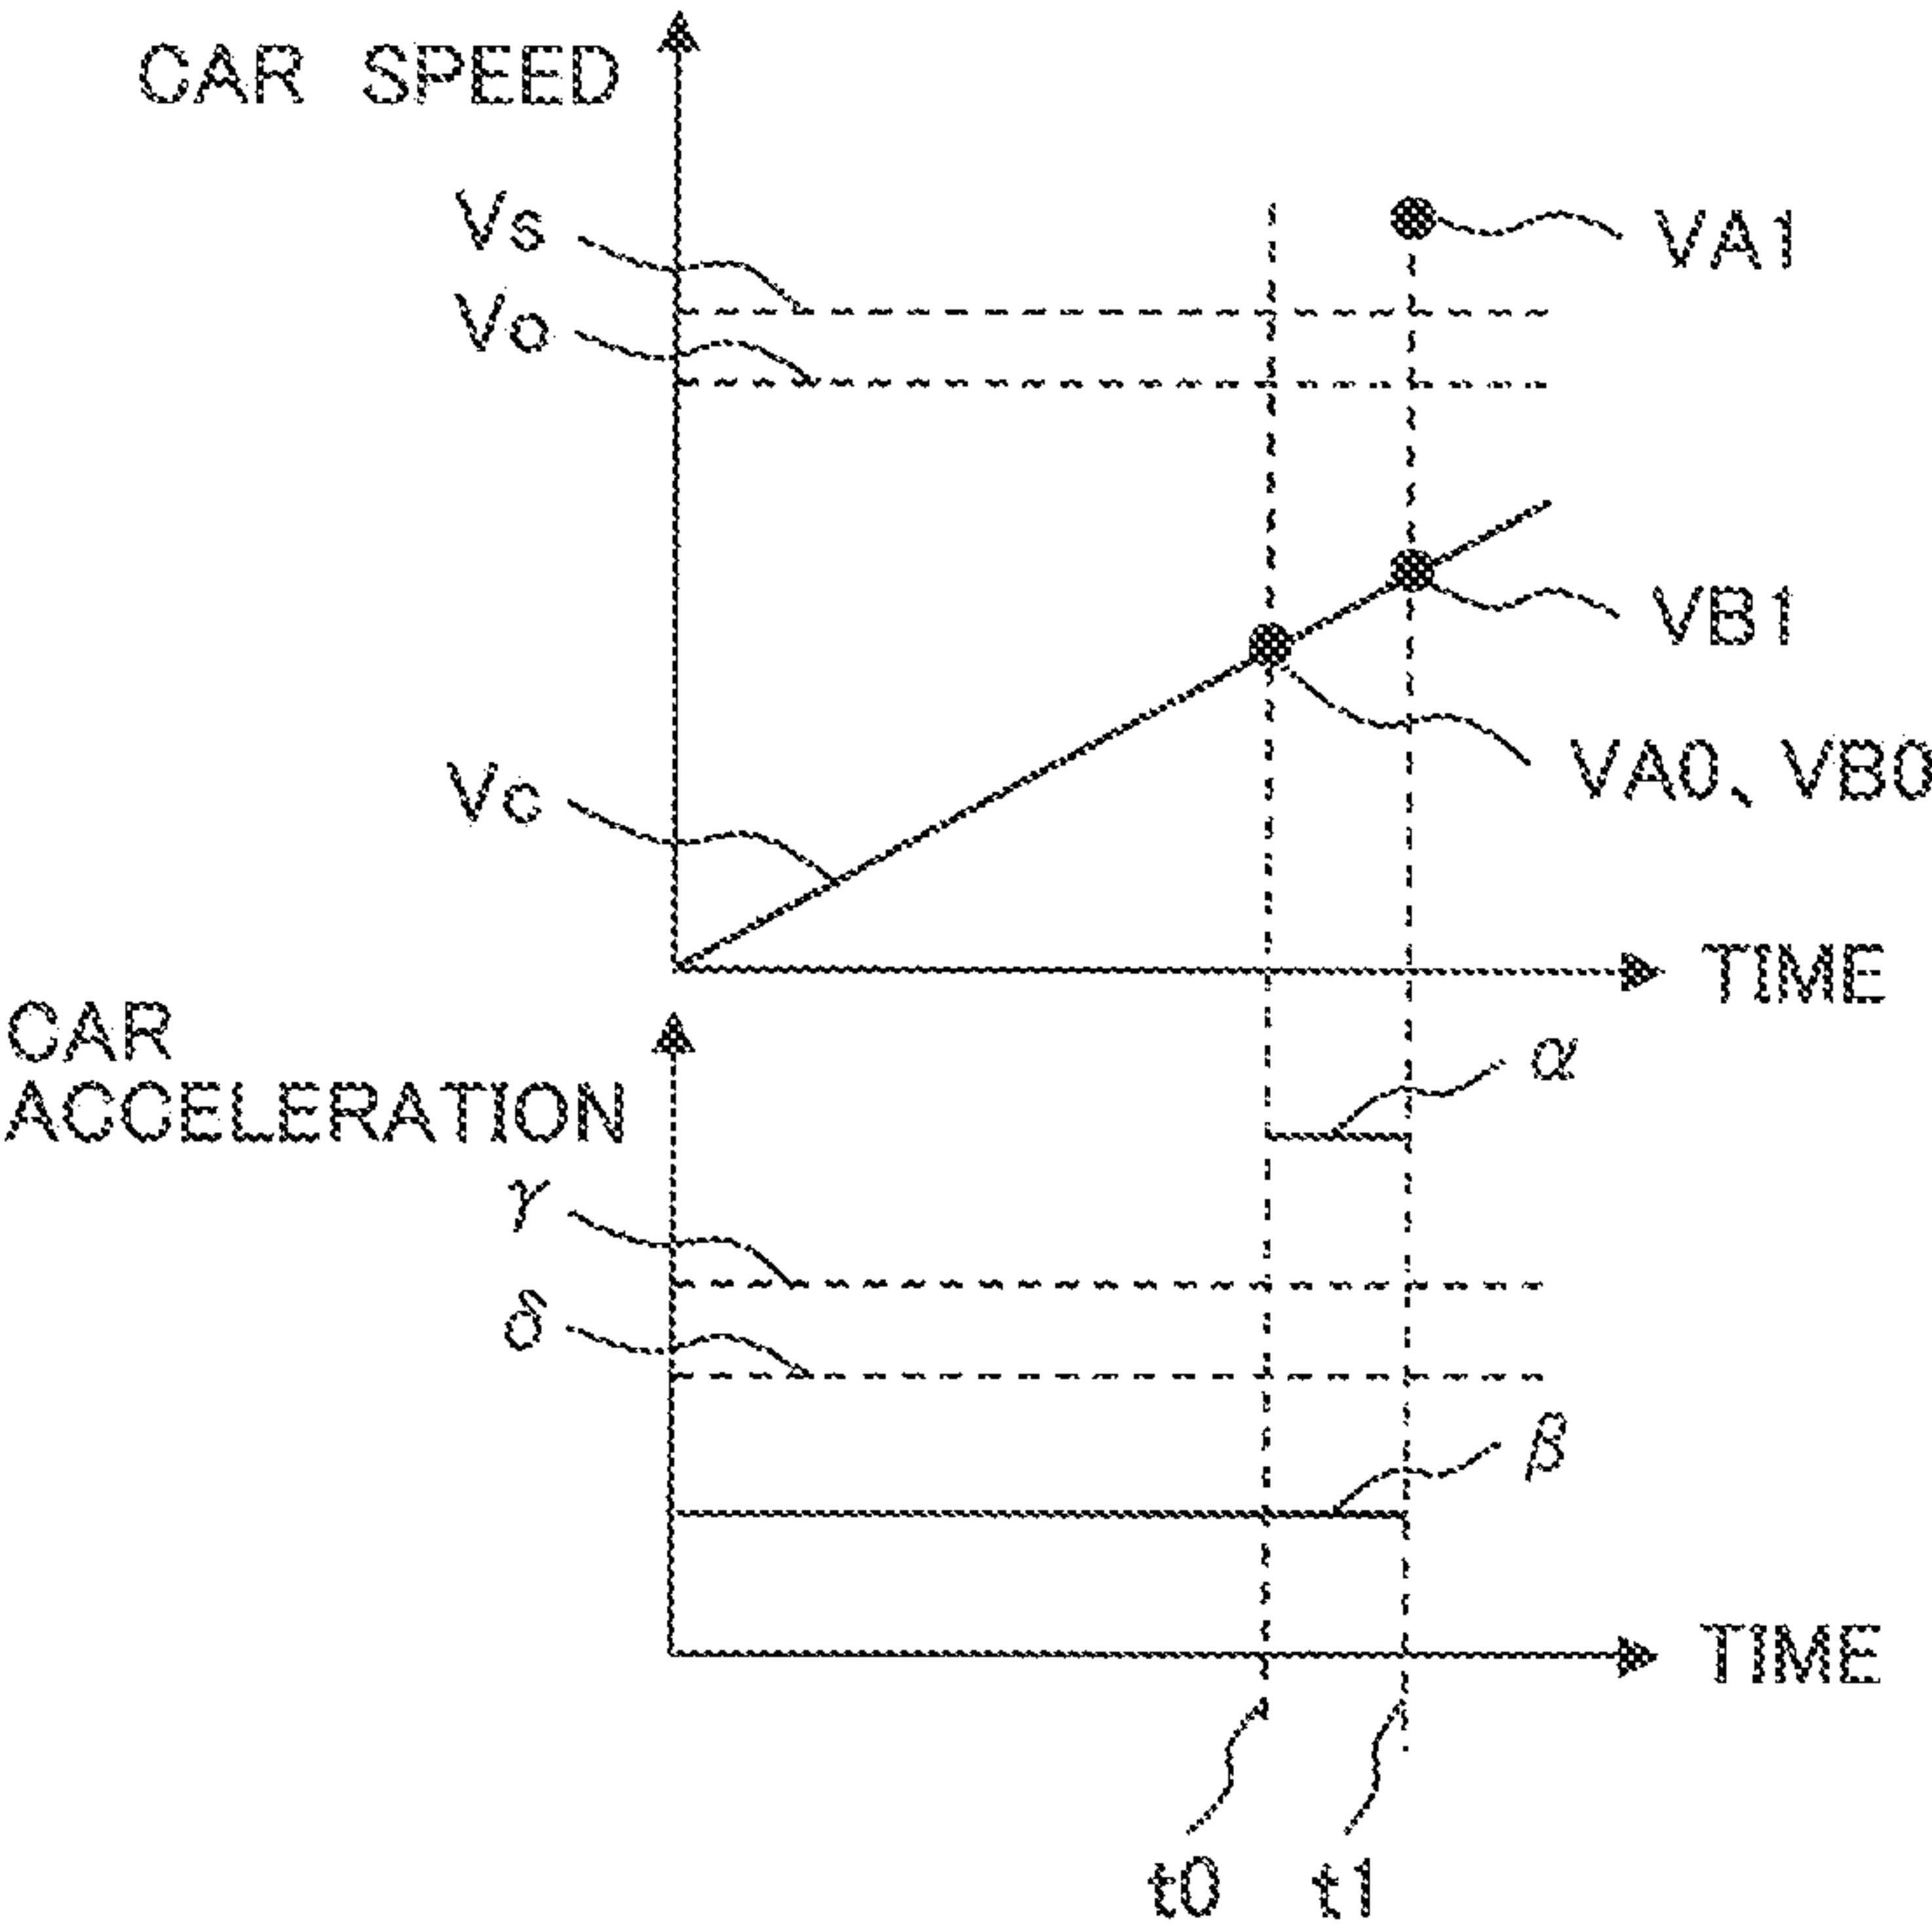 CAR SPEED
Vs
VA1
Vo
VB1
Vc
VA0、VB0
TIME
CAR
ACCELERATION
α
γ
δ
β
TIME
t0
t1